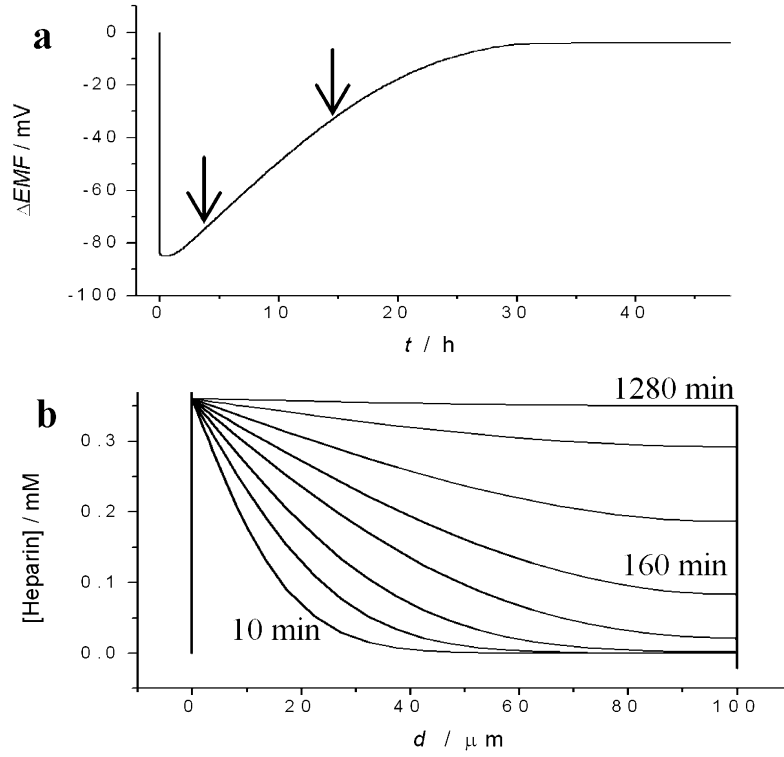 a
0
-20
-40
-60
-80
-100
ΔEMF / mV
0 10 20 30 40
t / h
b
1280 min
160 min
10 min
0.3
0.2
0.1
0.0
[Heparin] / mM
0 20 40 60 80 100
d / μm